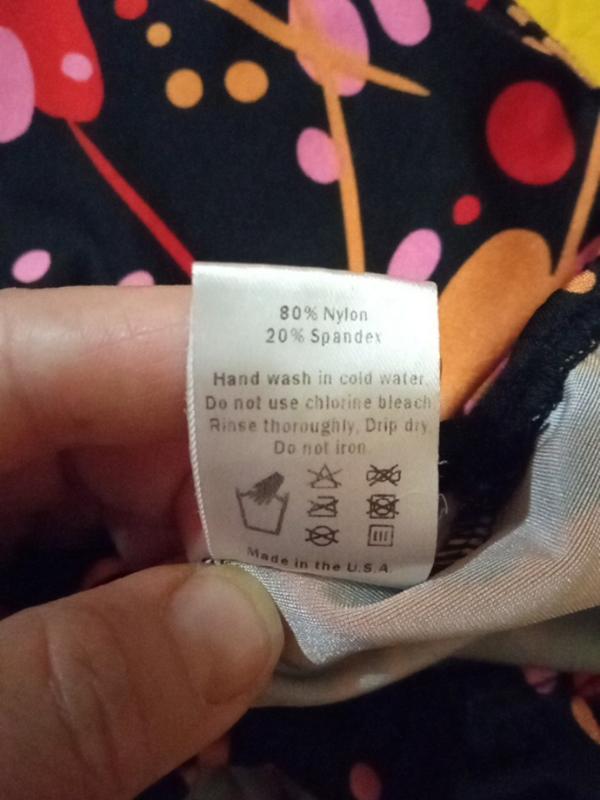 80% Nylon
20% Spandex
Hand wash in cold water.
Do not use chlorine bleach
Rinse thoroughly. Drip dry.
Do not iron
Made in the U.S.A